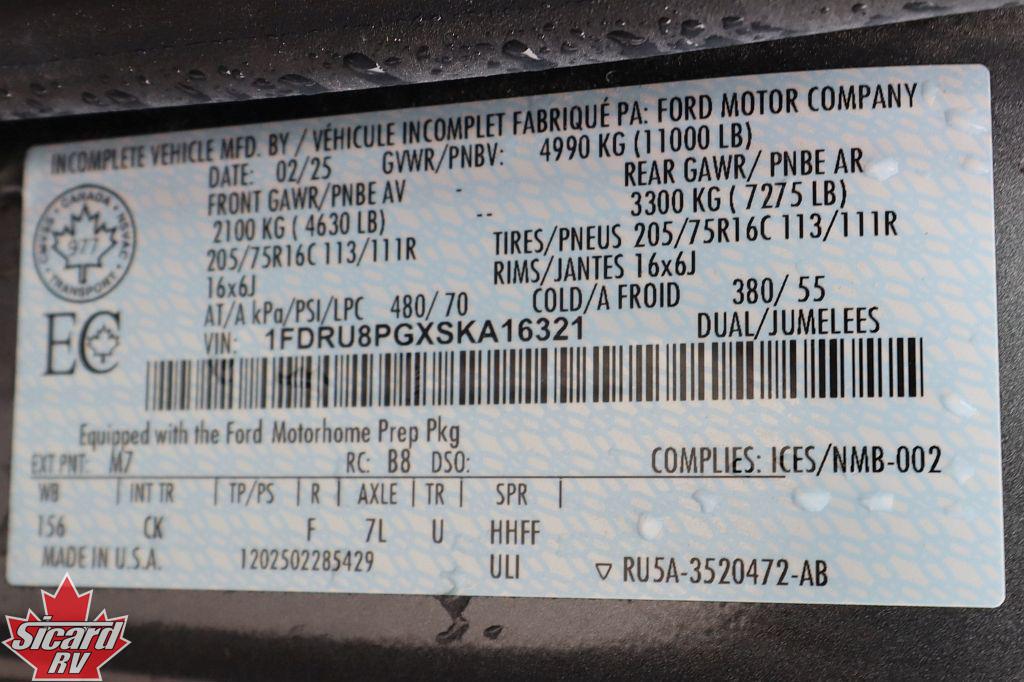 INCOMPLETE VEHICLE MFD. BY / VÉHICULE INCOMPLET FABRIQUÉ PA: FORD MOTOR COMPANY
DATE: 02/25 GVWR/PNBV: 4990 KG (11000 LB)
FRONT GAWR/PNBE AV - REAR GAWR/ PNBE AR
2100 KG ( 4630 LB) -- 3300 KG ( 7275 LB)
205/75R16C 113/111R TIRES/PNEUS 205/75R16C 113/111R
16x6J RIMS/JANTES 16x6J
AT/A kPa/PSI/LPC 480/ 70 COLD/A FROID 380/ 55
VIN: 1FDRU8PGXSKA16321 DUAL/JUMELEES
CANADA NSVAC
977
TRANSPORT
EC
Equipped with the Ford Motorhome Prep Pkg
EXT PNT: M7 RC: B8 DSO: COMPLIES: ICES/NMB-002
WB | INT TR | TP/PS | R | AXLE | TR | SPR |
156 CK F 7L U HHFF
MADE IN U.S.A. 1202502285429 ULI ▽ RU5A-3520472-AB
Sicard
RV